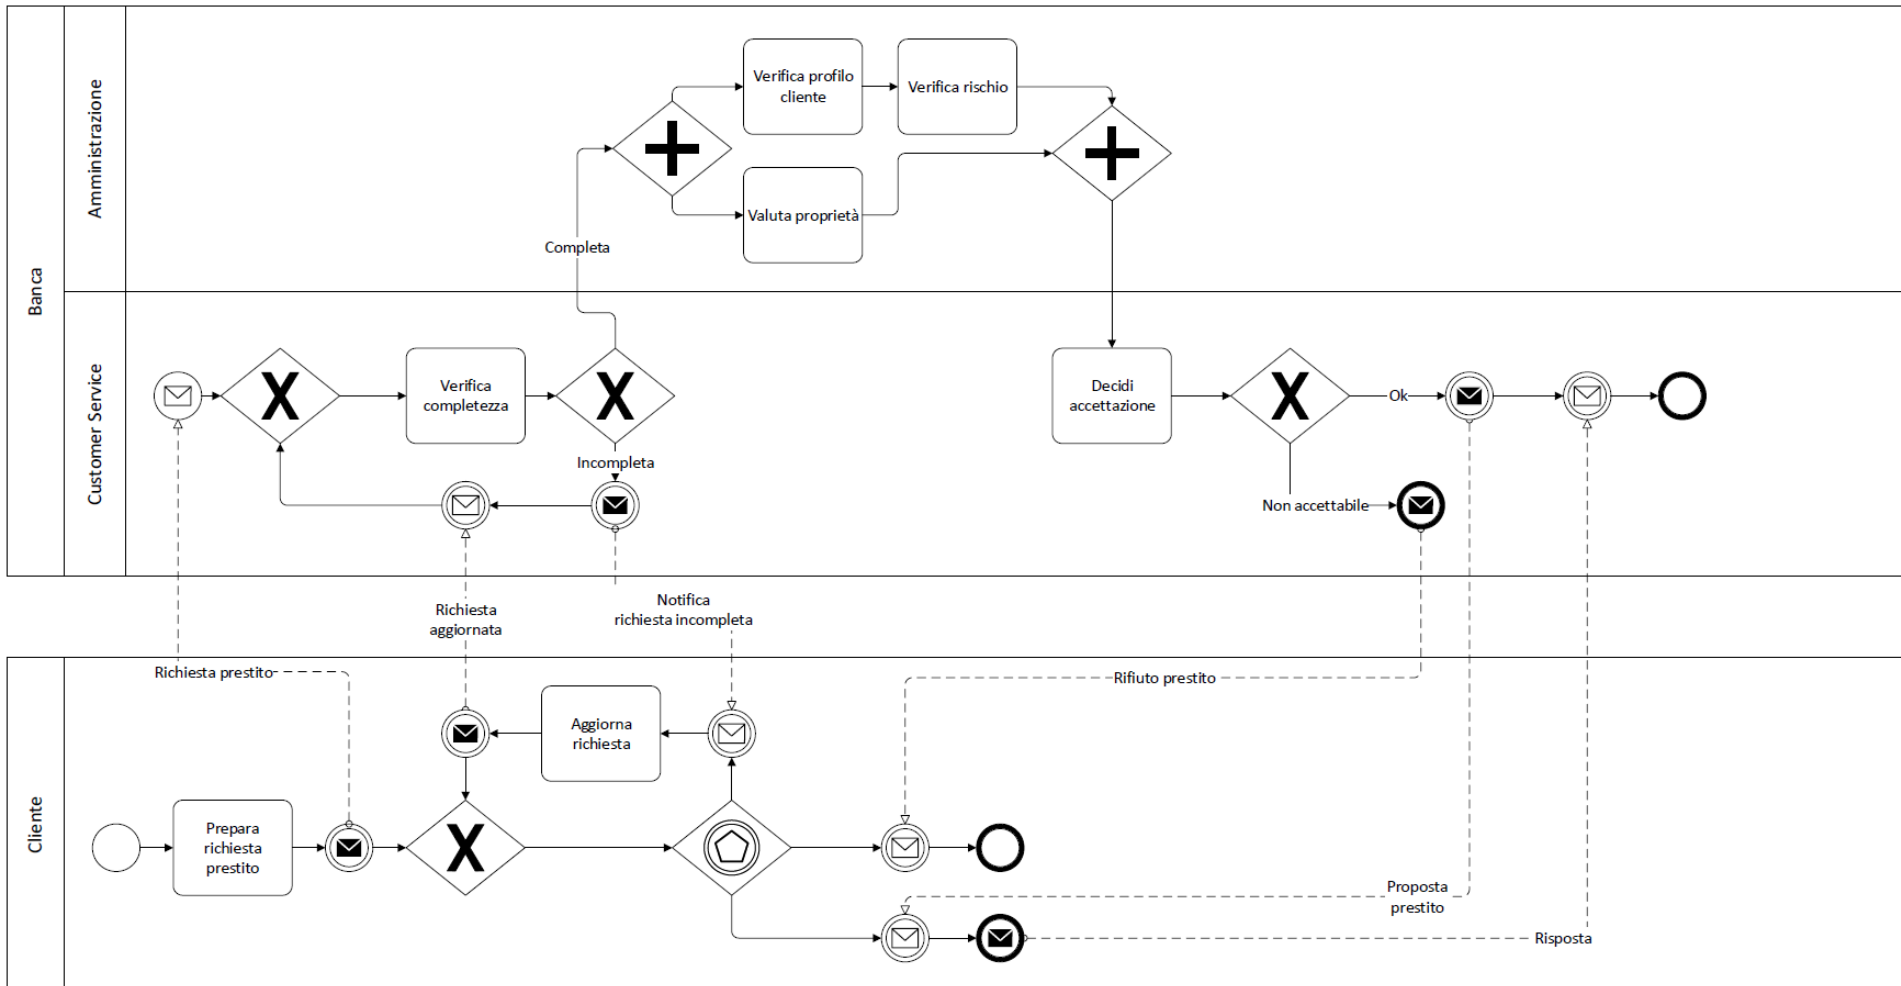 Banca
Amministrazione
Verifica profilo
cliente
Verifica rischio
Valuta proprietà
Completa
Customer Service
Verifica
completezza
Incompleta
Decidi
accettazione
Ok
Non accettabile
Richiesta
aggiornata
Notifica
richiesta incompleta
Cliente
Richiesta prestito
Rifiuto prestito
Aggiorna
richiesta
Prepara
richiesta
prestito
Proposta
prestito
Risposta